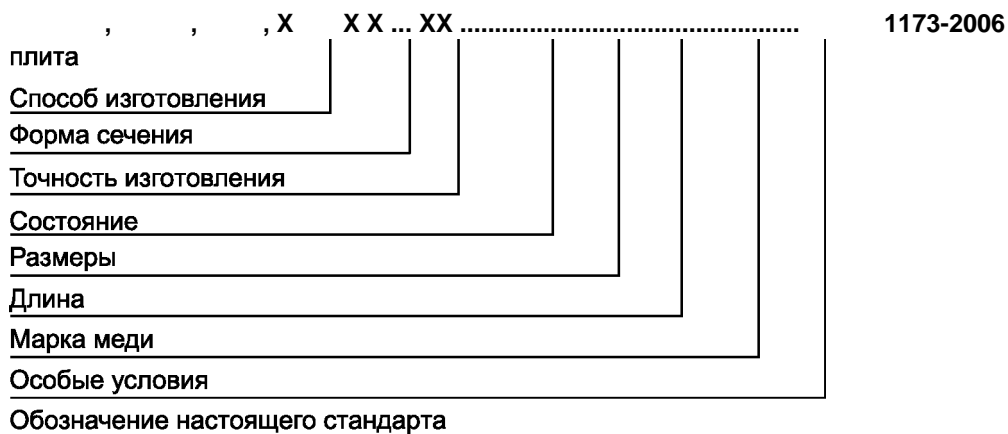 , , , X X X ... XX ................................................. 1173-2006
плита
Способ изготовления
Форма сечения
Точность изготовления
Состояние
Размеры
Длина
Марка меди
Особые условия
Обозначение настоящего стандарта